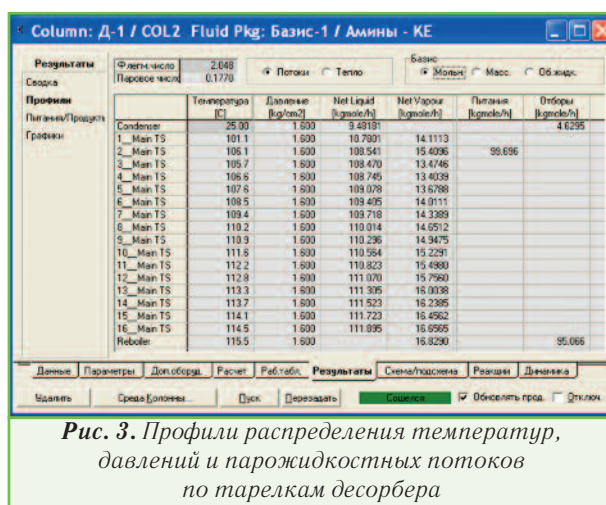 Column: Д-1 / COL2 Fluid Pkg: Базис-1 / Амины - KE
Результаты
Сводка
Профили
Питания/Продукты
Графики
Флегм.число 2.048
Паровое число 0.1770
Потоки Тепло
Базис
Мольн Масс. Об.жидк.
Температура Давление Net Liquid Net Vapour Питания Отборы
[C] [kg/cm2] [kgmole/h] [kgmole/h] [kgmole/h] [kgmole/h]
Condenser 25.00 1.600 9.48181 4.6295
1__Main TS 101.1 1.600 10.7801 14.1113
2__Main TS 106.1 1.600 108.541 15.4096 99.696
3__Main TS 105.7 1.600 108.470 13.4746
4__Main TS 106.6 1.600 108.745 13.4039
5__Main TS 107.6 1.600 109.078 13.6788
6__Main TS 108.5 1.600 109.405 14.0111
7__Main TS 109.4 1.600 109.718 14.3389
8__Main TS 110.2 1.600 110.014 14.6512
9__Main TS 110.9 1.600 110.296 14.9475
10__Main TS 111.6 1.600 110.564 15.2291
11__Main TS 112.2 1.600 110.823 15.4980
12__Main TS 112.8 1.600 111.070 15.7560
13__Main TS 113.3 1.600 111.305 16.0038
14__Main TS 113.7 1.600 111.523 16.2385
15__Main TS 114.1 1.600 111.723 16.4562
16__Main TS 114.5 1.600 111.895 16.6565
Reboiler 115.5 1.600 16.8290 95.066
Данные Параметры Доп.оборуд. Расчет Раб.табл. Результаты Схема/подсхема Реакции Динамика
Удалить Среда Колонны... Пуск Перезадать Сошелся Обновлять прод. Отключ.
Рис. 3. Профили распределения температур,
давлений и парожидкостных потоков
по тарелкам десорбера